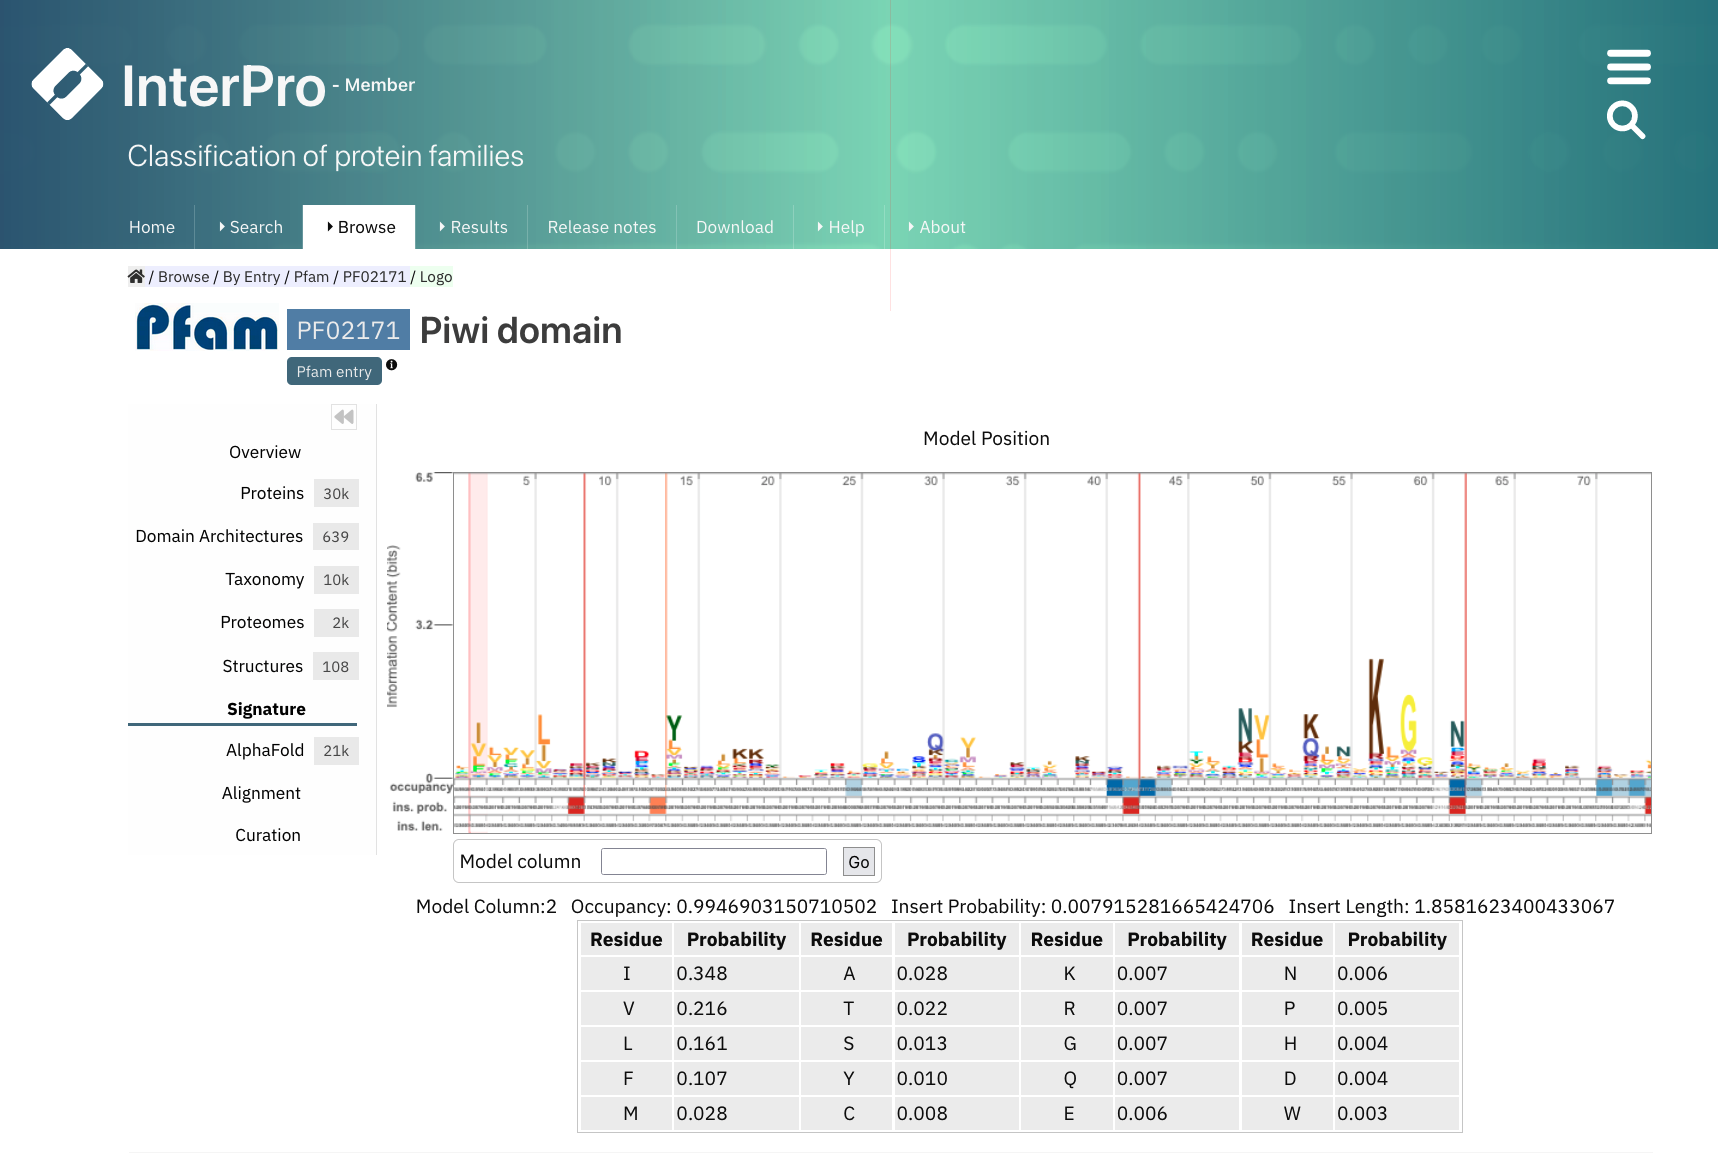 InterPro - Member
Classification of protein families
Home Search Browse Results Release notes Download Help About
/ Browse / By Entry / Pfam / PF02171 / Logo
Pfam PF02171 Piwi domain
Pfam entry
Overview
Proteins 30k
Domain Architectures 639
Taxonomy 10k
Proteomes 2k
Structures 108
Signature
AlphaFold 21k
Alignment
Curation
Model Position
6.5
5 10 15 20 25 30 35 40 45 50 55 60 65 70
Information Content (bits)
3.2
0
occupancy
ins. prob.
ins. len.
Model column Go
Model Column:2 Occupancy: 0.9946903150710502 Insert Probability: 0.007915281665424706 Insert Length: 1.8581623400433067
Residue Probability Residue Probability Residue Probability Residue Probability
I 0.348 A 0.028 K 0.007 N 0.006
V 0.216 T 0.022 R 0.007 P 0.005
L 0.161 S 0.013 G 0.007 H 0.004
F 0.107 Y 0.010 Q 0.007 D 0.004
M 0.028 C 0.008 E 0.006 W 0.003